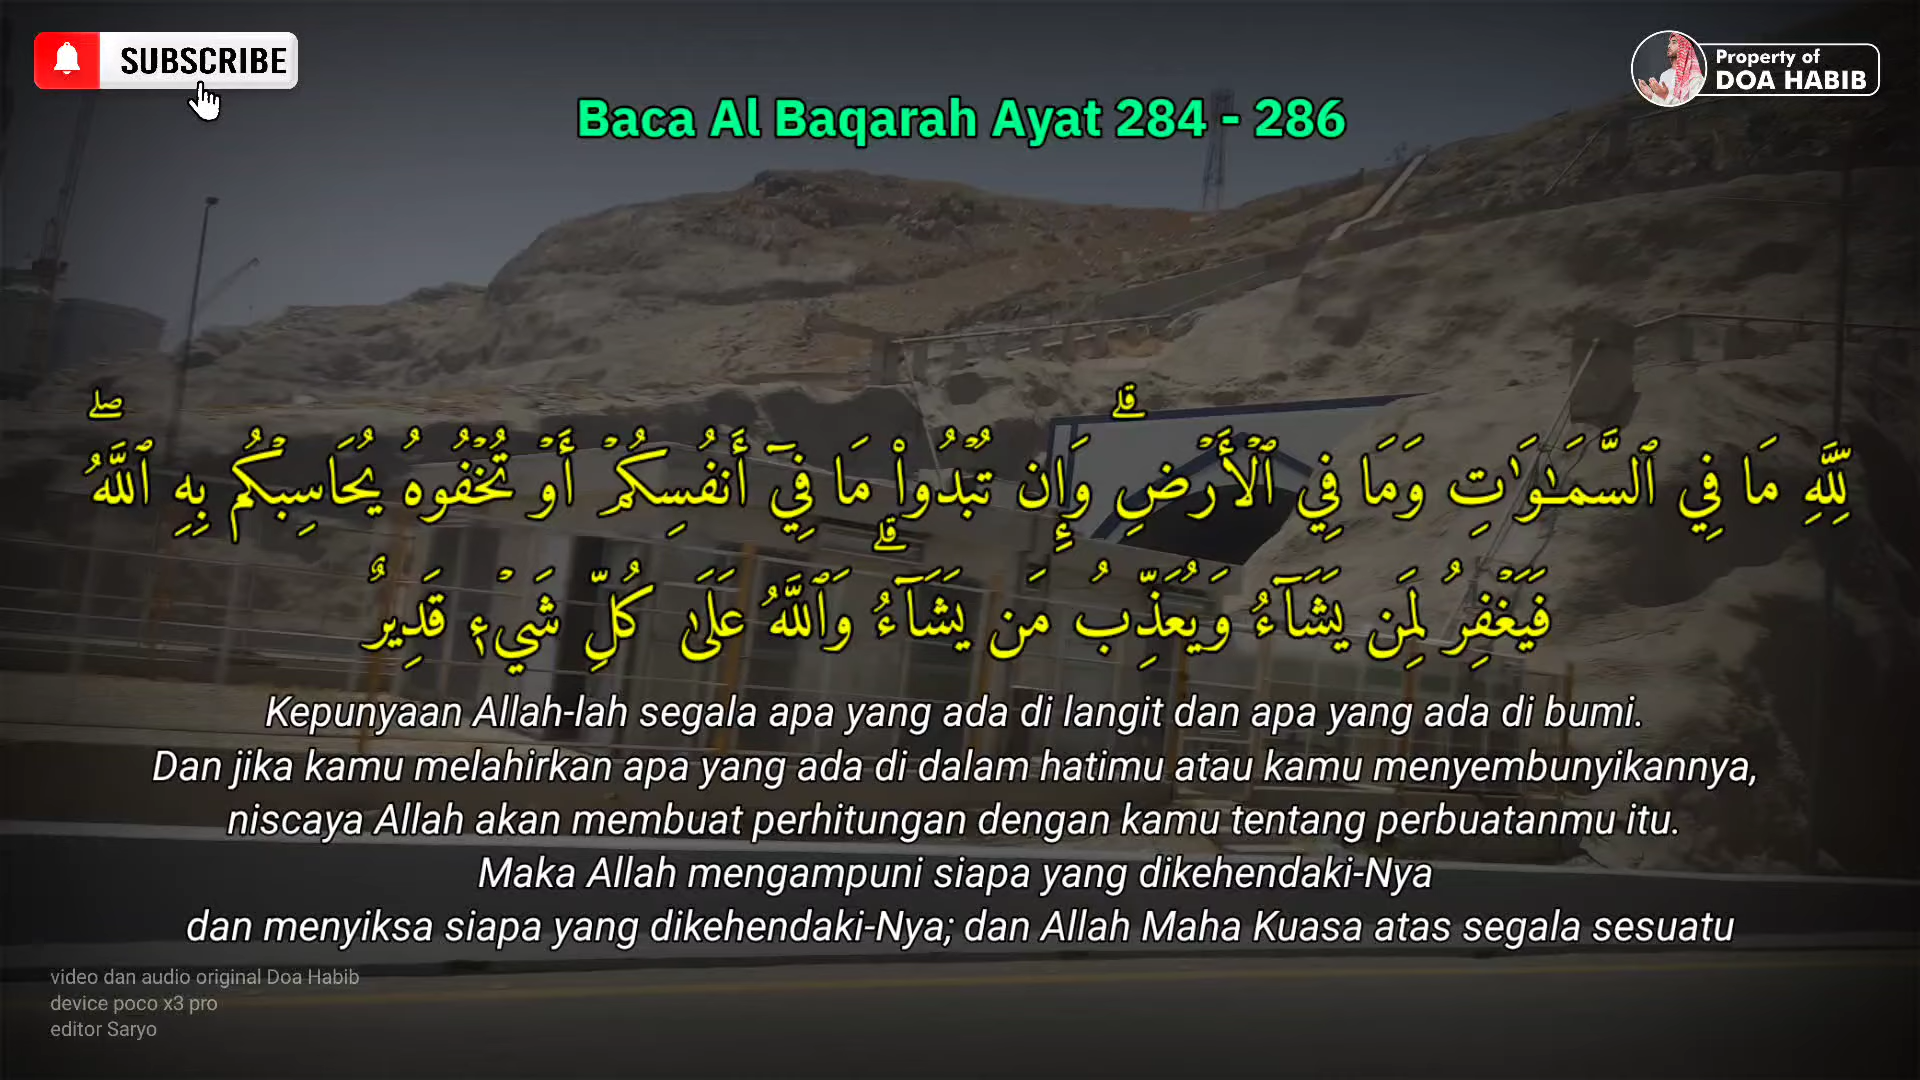 SUBSCRIBE
Property of
DOA HABIB
Baca Al Baqarah Ayat 284 - 286
لِّلَّهِ مَا فِي ٱلسَّمَٰوَٰتِ وَمَا فِي ٱلۡأَرۡضِۗ وَإِن تُبۡدُواْ مَا فِيٓ أَنفُسِكُمۡ أَوۡ تُخۡفُوهُ يُحَاسِبۡكُم بِهِ ٱللَّهُۖ
فَيَغۡفِرُ لِمَن يَشَآءُ وَيُعَذِّبُ مَن يَشَآءُۗ وَٱللَّهُ عَلَىٰ كُلِّ شَيۡءٖ قَدِيرٌ
Kepunyaan Allah-lah segala apa yang ada di langit dan apa yang ada di bumi.
Dan jika kamu melahirkan apa yang ada di dalam hatimu atau kamu menyembunyikannya,
niscaya Allah akan membuat perhitungan dengan kamu tentang perbuatanmu itu.
Maka Allah mengampuni siapa yang dikehendaki-Nya
dan menyiksa siapa yang dikehendaki-Nya; dan Allah Maha Kuasa atas segala sesuatu
video dan audio original Doa Habib
device poco x3 pro
editor Saryo